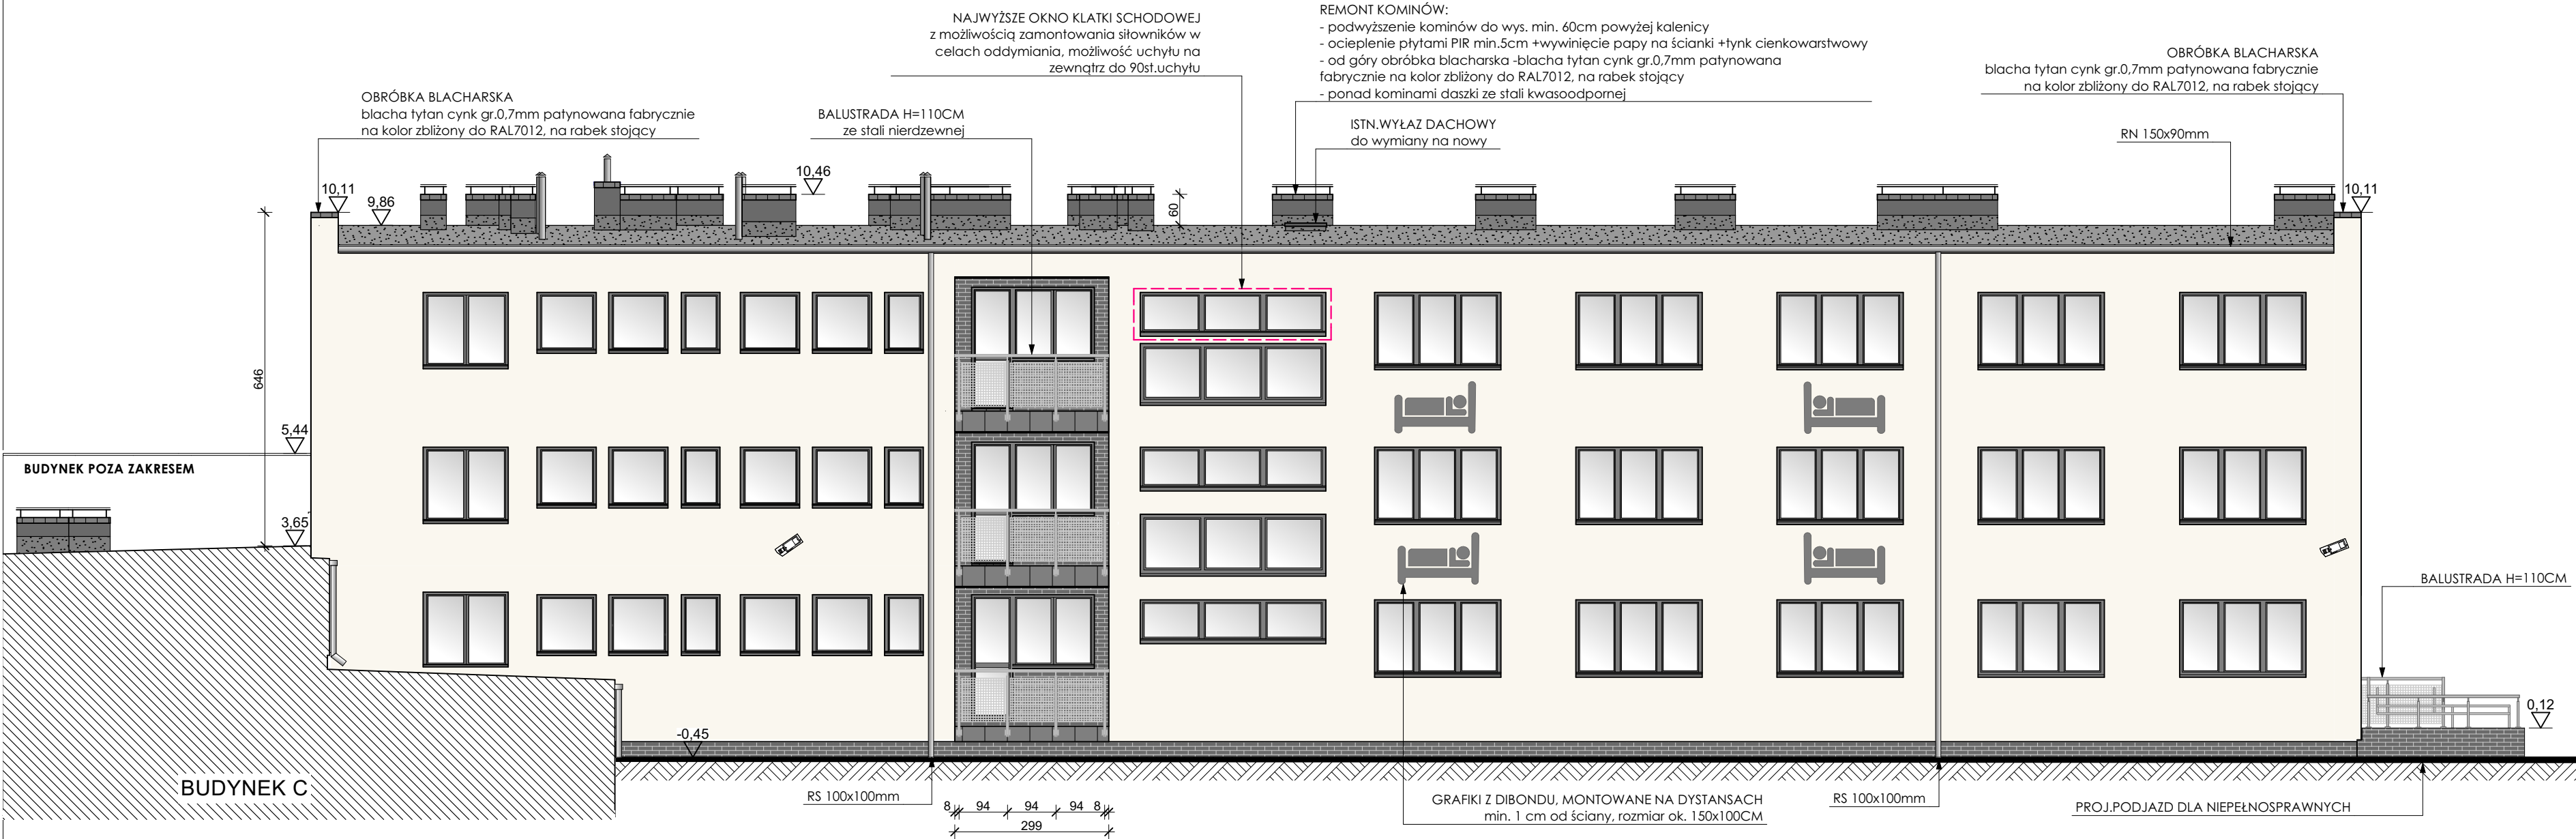 NAJWYŻSZE OKNO KLATKI SCHODOWEJ
z możliwością zamontowania siłowników w
celach oddymiania, możliwość uchyłu na
zewnątrz do 90st.uchyłu
REMONT KOMINÓW:
- podwyższenie kominów do wys. min. 60cm powyżej kalenicy
- ocieplenie płytami PIR min.5cm +wywinięcie papy na ścianki +tynk cienkowarstwowy
- od góry obróbka blacharska -blacha tytan cynk gr.0,7mm patynowana
fabrycznie na kolor zbliżony do RAL7012, na rabek stojący
- ponad kominami daszki ze stali kwasoodpornej
OBRÓBKA BLACHARSKA
blacha tytan cynk gr.0,7mm patynowana fabrycznie
na kolor zbliżony do RAL7012, na rabek stojący
OBRÓBKA BLACHARSKA
blacha tytan cynk gr.0,7mm patynowana fabrycznie
na kolor zbliżony do RAL7012, na rabek stojący
BALUSTRADA H=110CM
ze stali nierdzewnej
ISTN.WYŁAZ DACHOWY
do wymiany na nowy
RN 150x90mm
10,11
9,86
10,46
60
10,11
646
5,44
BUDYNEK POZA ZAKRESEM
3,65
BALUSTRADA H=110CM
0,12
-0,45
BUDYNEK C
RS 100x100mm
8
94
94
94
8
299
GRAFIKI Z DIBONDU, MONTOWANE NA DYSTANSACH
min. 1 cm od ściany, rozmiar ok. 150x100CM
RS 100x100mm
PROJ.PODJAZD DLA NIEPEŁNOSPRAWNYCH